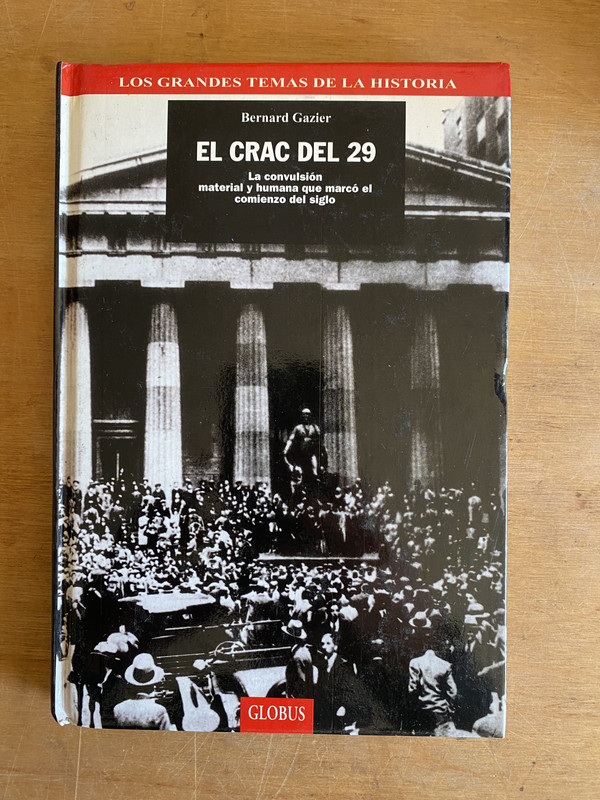 LOS GRANDES TEMAS DE LA HISTORIA
Bernard Gazier
EL CRAC DEL 29
La convulsión
material y humana que marcó el
comienzo del siglo
GLOBUS